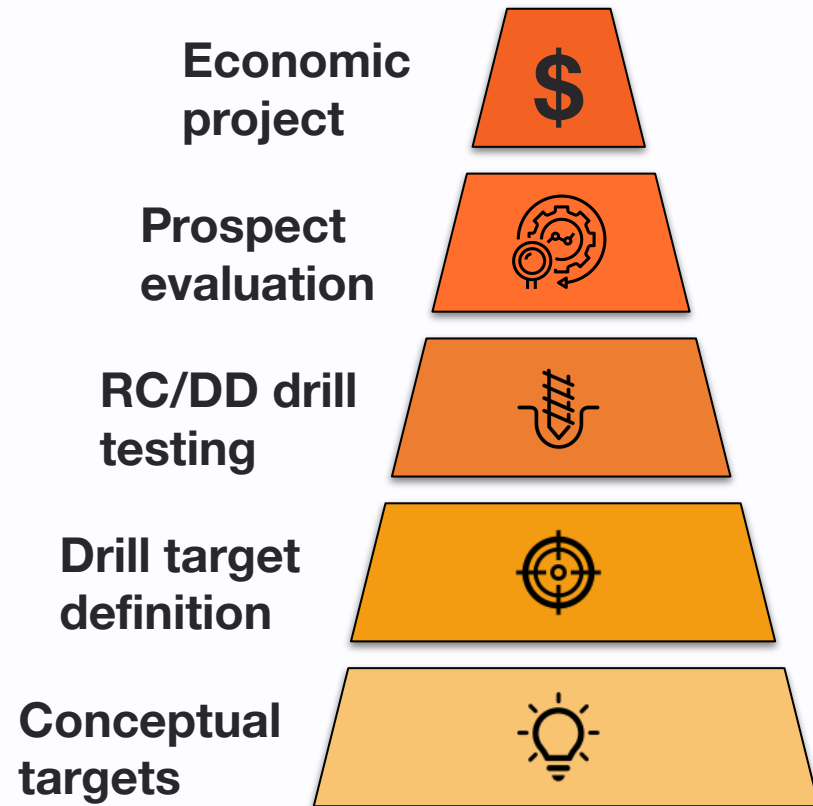 Economic
project
$
Prospect
evaluation
RC/DD drill
testing
Drill target
definition
Conceptual
targets